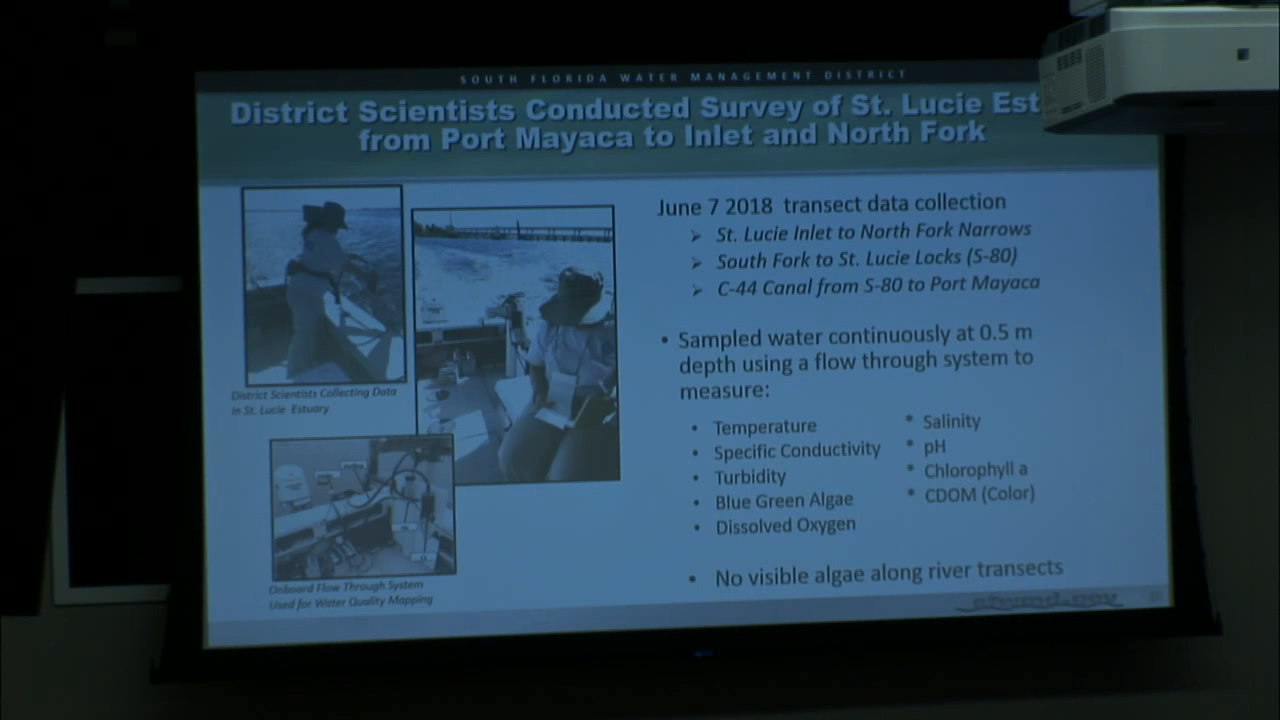 SOUTH FLORIDA WATER MANAGEMENT DISTRICT
District Scientists Conducted Survey of St. Lucie Est
from Port Mayaca to Inlet and North Fork
District Scientists Collecting Data
in St. Lucie Estuary
Onboard Flow Through System
Used for Water Quality Mapping
June 7 2018 transect data collection
➢ St. Lucie Inlet to North Fork Narrows
➢ South Fork to St. Lucie Locks (S-80)
➢ C-44 Canal from S-80 to Port Mayaca
• Sampled water continuously at 0.5 m
depth using a flow through system to
measure:
• Temperature
• Specific Conductivity
• Turbidity
• Blue Green Algae
• Dissolved Oxygen
* Salinity
* pH
* Chlorophyll a
* CDOM (Color)
• No visible algae along river transects
sfwmd.gov